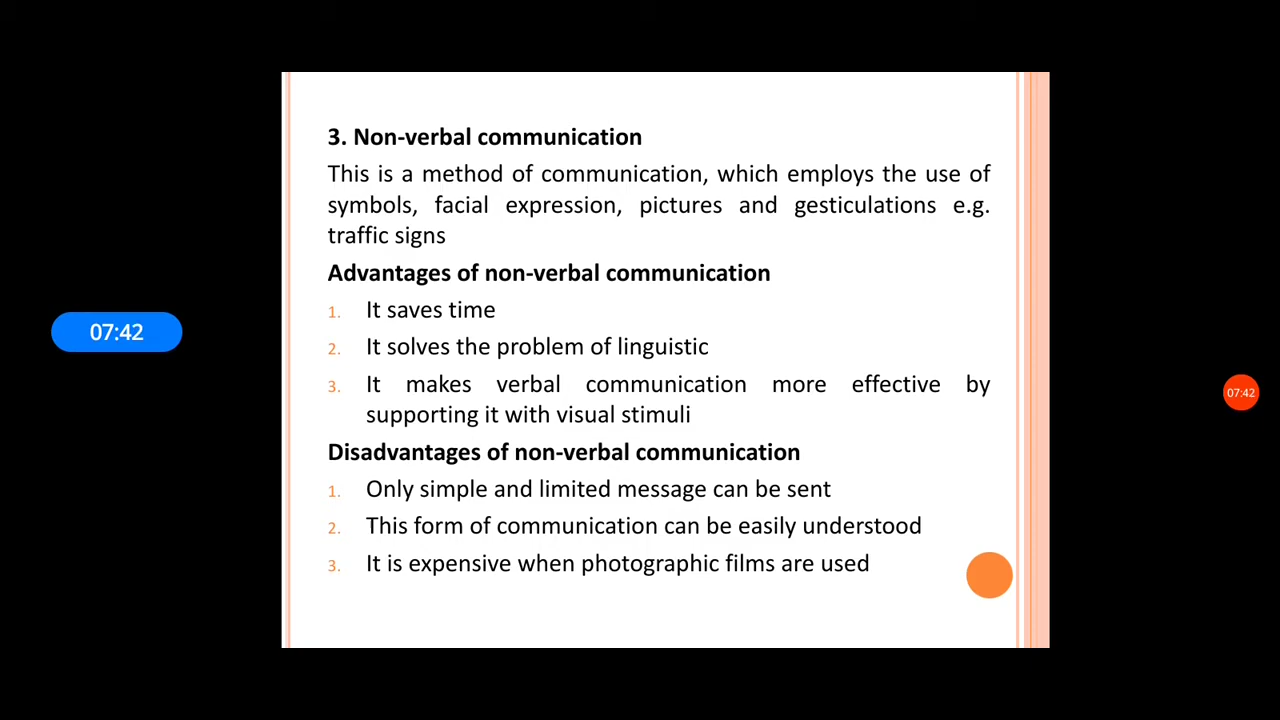 3. Non-verbal communication
This is a method of communication, which employs the use of
symbols, facial expression, pictures and gesticulations e.g.
traffic signs
Advantages of non-verbal communication
1. It saves time
2. It solves the problem of linguistic
3. It makes verbal communication more effective by
supporting it with visual stimuli
Disadvantages of non-verbal communication
1. Only simple and limited message can be sent
2. This form of communication can be easily understood
3. It is expensive when photographic films are used
07:42
07:42